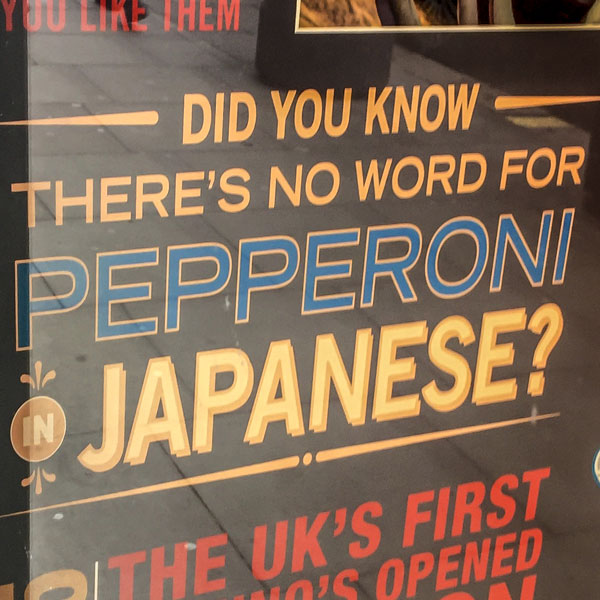 YOU LIKE THEM
DID YOU KNOW
THERE'S NO WORD FOR
PEPPERONI
IN JAPANESE?
THE UK'S FIRST
OPENED